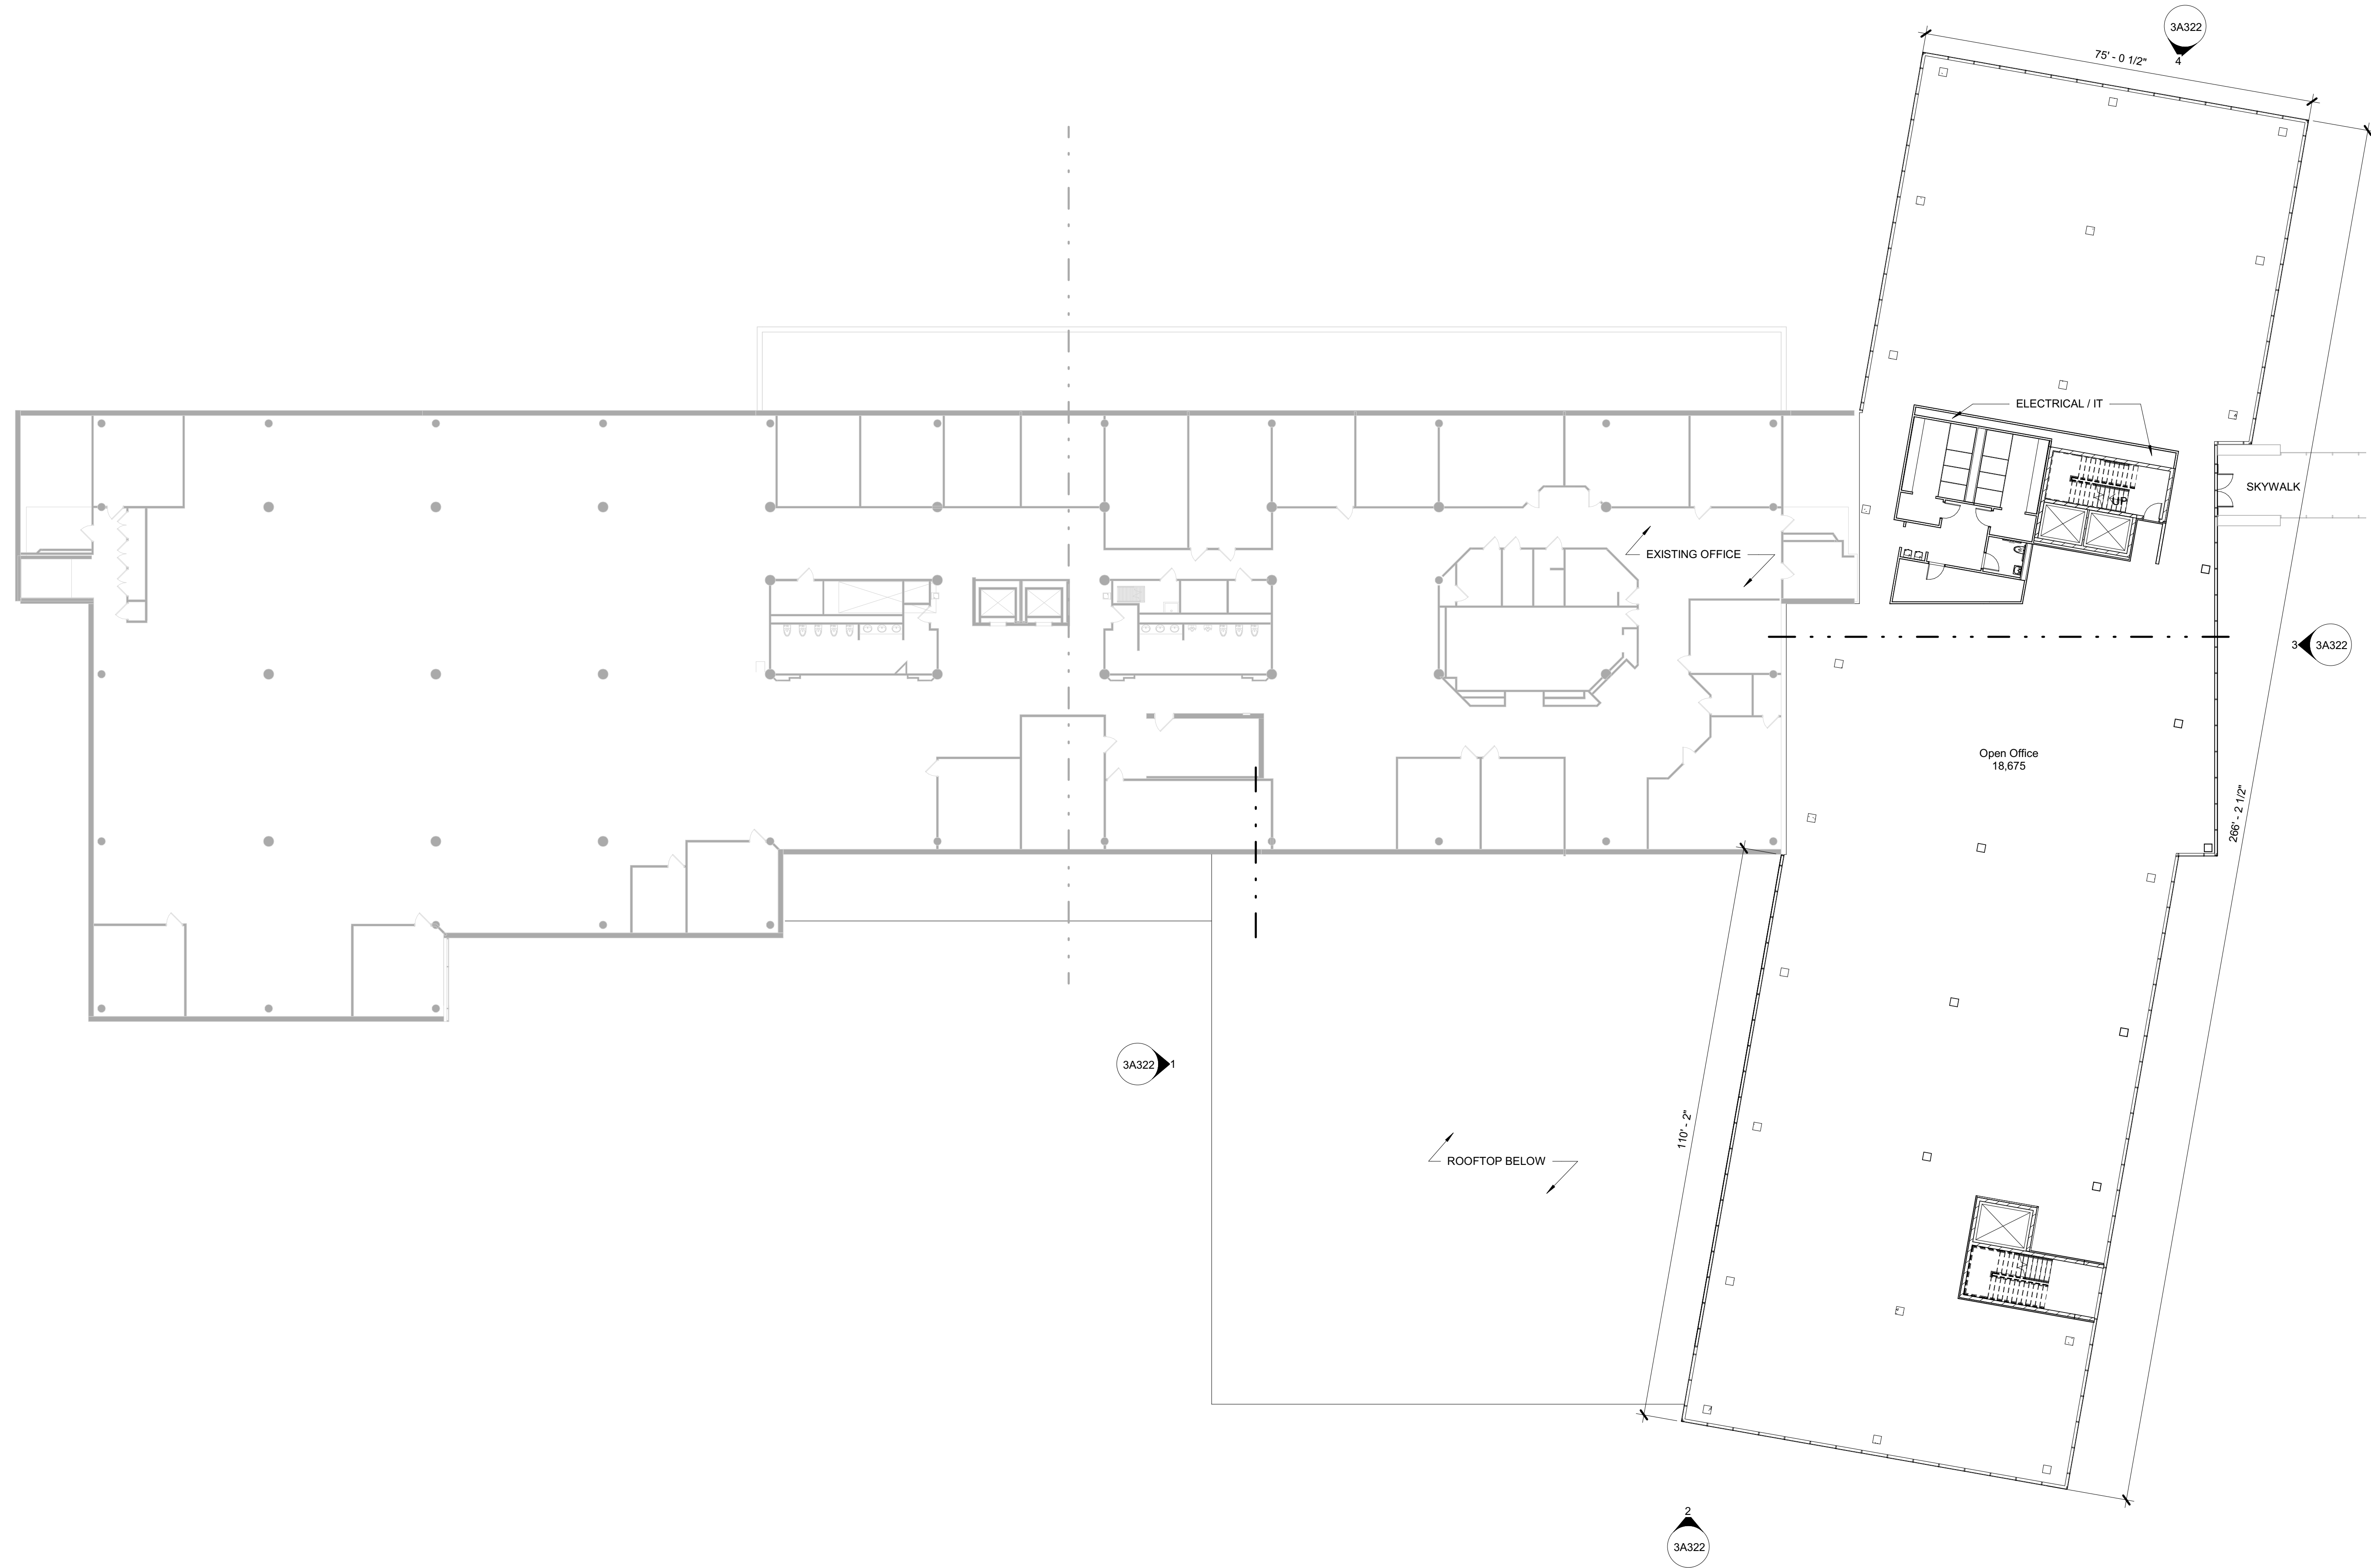 3A322
4
75' - 0 1/2"
ELECTRICAL / IT
SKYWALK
UP
EXISTING OFFICE
3
3A322
Open Office
18,675
266' - 2 1/2"
3A322
1
110' - 2"
ROOFTOP BELOW
2
3A322